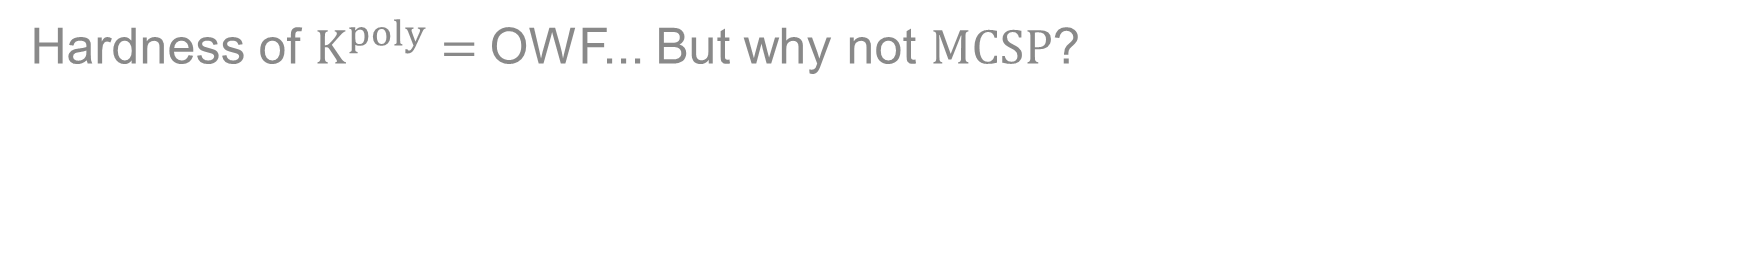 Hardness of K^poly = OWF... But why not MCSP?